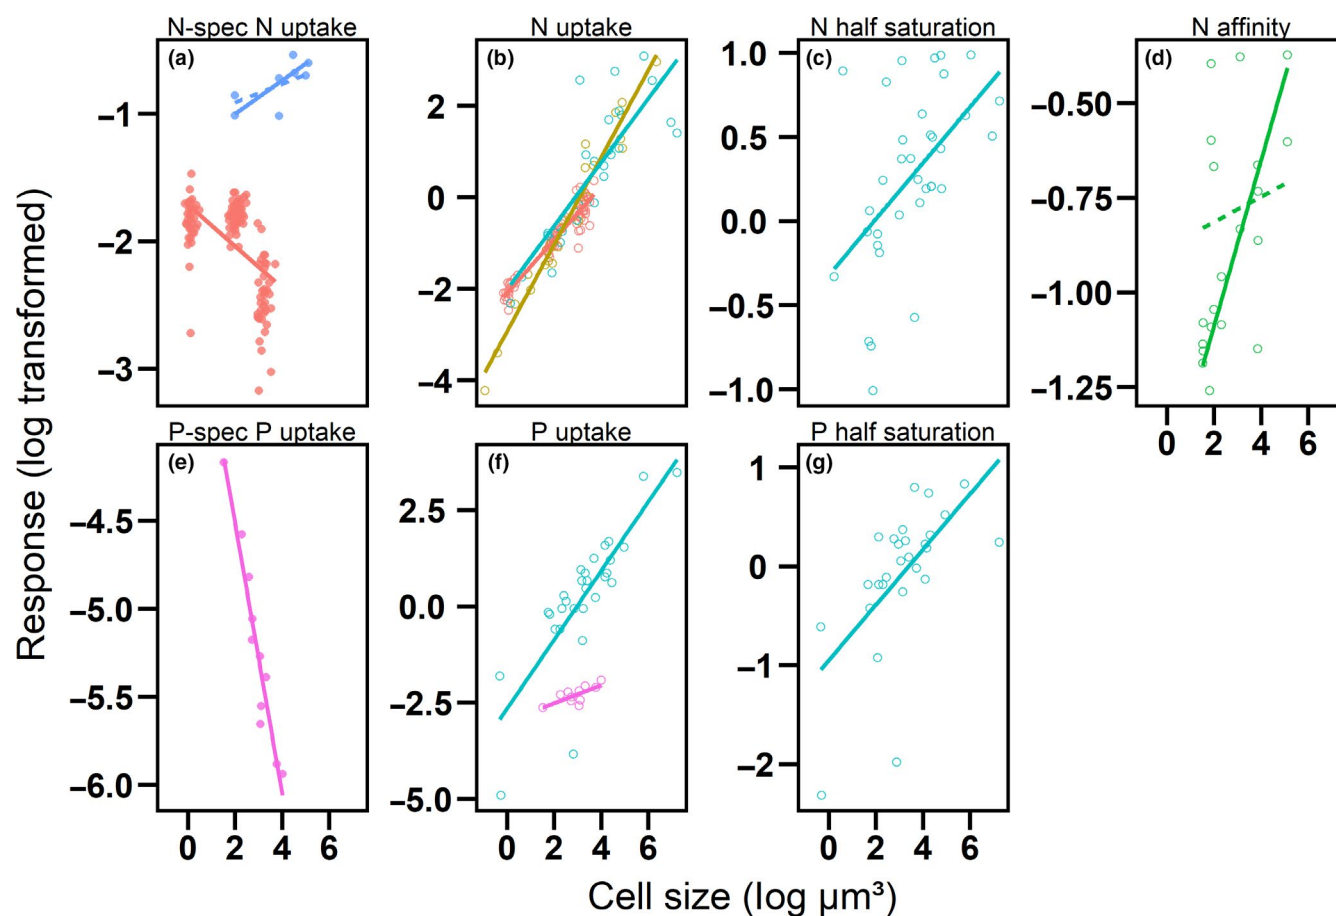 N-spec N uptake
N uptake
N half saturation
N affinity
(a)
(b)
(c)
(d)
−1
−2
−3
2
0
−2
−4
1.0
0.5
0.0
−0.5
−1.0
−0.50
−0.75
−1.00
−1.25
0 2 4 6
P-spec P uptake
P uptake
P half saturation
(e)
(f)
(g)
−4.5
−5.0
−5.5
−6.0
2.5
0.0
−2.5
−5.0
1
0
−1
−2
0 2 4 6
0 2 4 6
0 2 4 6
Response (log transformed)
Cell size (log µm³)